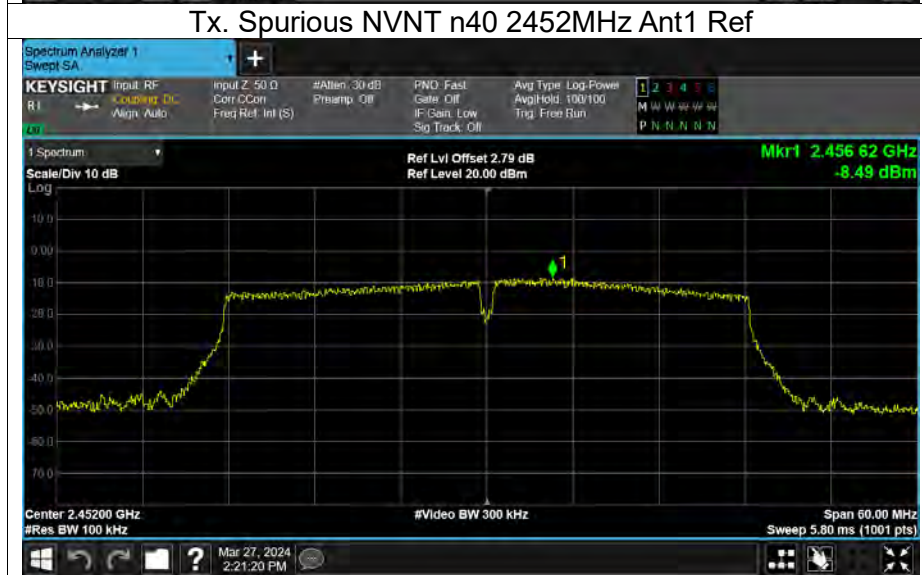 Tx. Spurious NVNT n40 2452MHz Ant1 Ref
Spectrum Analyzer 1
Swept SA
+
KEYSIGHT
Input: RF
Coupling: DC
Align: Auto
Input Z: 50 Ω
Corr CCorr
Freq Ref: Int (S)
#Atten: 30 dB
Preamp: Off
PNO: Fast
Gate: Off
IF Gain: Low
Sig Track: Off
Avg Type: Log-Power
Avg|Hold: 100/100
Trig: Free Run
1 2 3 4 5 6
M W W W W W
P N N N N N
1 Spectrum
Scale/Div 10 dB
Log
Ref Lvl Offset 2.79 dB
Ref Level 20.00 dBm
Mkr1 2.456 62 GHz
-8.49 dBm
10.0
0.00
-10.0
-20.0
-30.0
-40.0
-50.0
-60.0
-70.0
1
Center 2.45200 GHz
#Res BW 100 kHz
#Video BW 300 kHz
Span 60.00 MHz
Sweep 5.80 ms (1001 pts)
?
Mar 27, 2024
2:21:20 PM